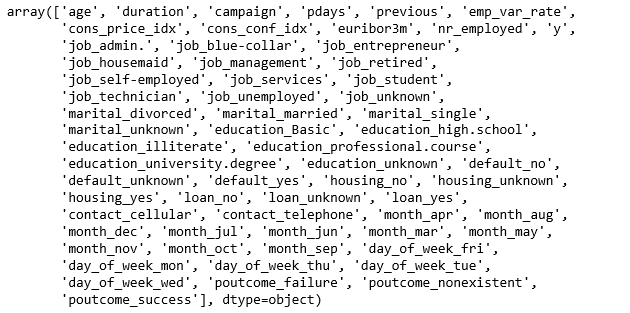 array(['age', 'duration', 'campaign', 'pdays', 'previous', 'emp_var_rate',
'cons_price_idx', 'cons_conf_idx', 'euribor3m', 'nr_employed', 'y',
'job_admin.', 'job_blue-collar', 'job_entrepreneur',
'job_housemaid', 'job_management', 'job_retired',
'job_self-employed', 'job_services', 'job_student',
'job_technician', 'job_unemployed', 'job_unknown',
'marital_divorced', 'marital_married', 'marital_single',
'marital_unknown', 'education_Basic', 'education_high.school',
'education_illiterate', 'education_professional.course',
'education_university.degree', 'education_unknown', 'default_no',
'default_unknown', 'default_yes', 'housing_no', 'housing_unknown',
'housing_yes', 'loan_no', 'loan_unknown', 'loan_yes',
'contact_cellular', 'contact_telephone', 'month_apr', 'month_aug',
'month_dec', 'month_jul', 'month_jun', 'month_mar', 'month_may',
'month_nov', 'month_oct', 'month_sep', 'day_of_week_fri',
'day_of_week_mon', 'day_of_week_thu', 'day_of_week_tue',
'day_of_week_wed', 'poutcome_failure', 'poutcome_nonexistent',
'poutcome_success'], dtype=object)